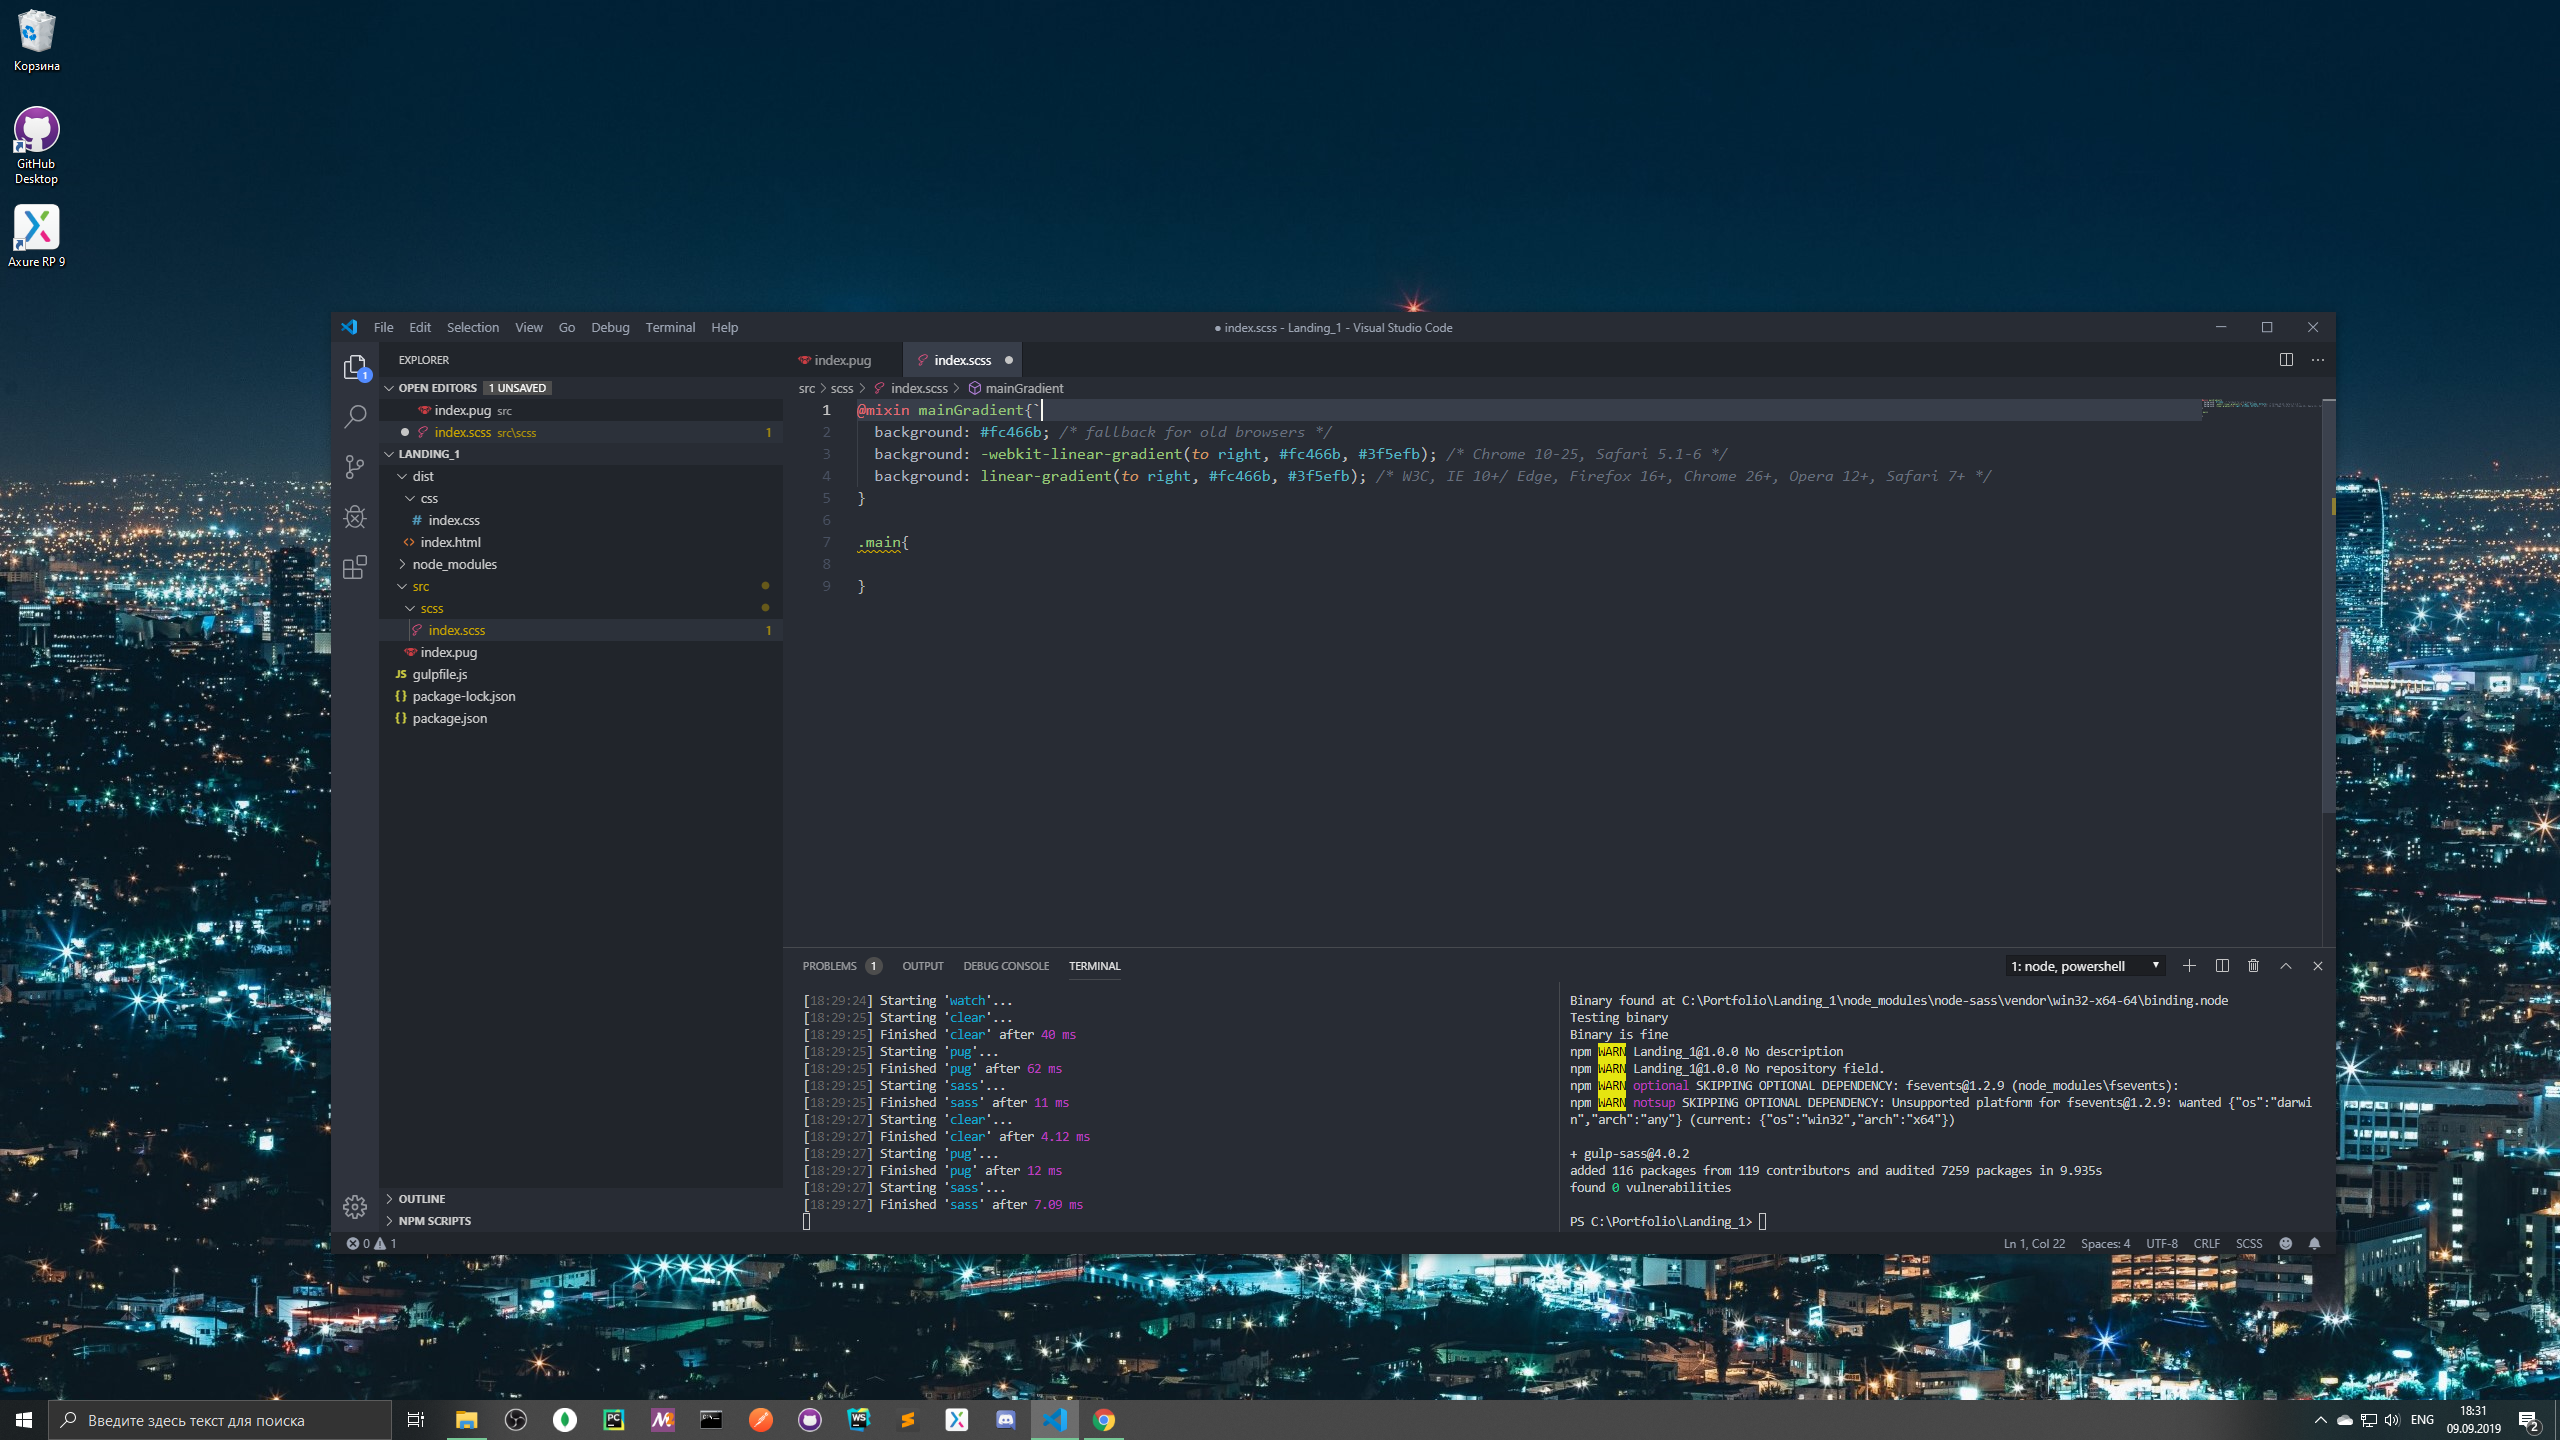 Корзина
GitHub
Desktop
Axure RP 9
File Edit Selection View Go Debug Terminal Help
● index.scss - Landing_1 - Visual Studio Code
EXPLORER
OPEN EDITORS 1 UNSAVED
index.pug src
index.scss src\scss 1
LANDING_1
dist
css
index.css
index.html
node_modules
src
scss
index.scss 1
index.pug
gulpfile.js
package-lock.json
package.json
OUTLINE
NPM SCRIPTS
index.pug index.scss
src > scss > index.scss > mainGradient
1 @mixin mainGradient{`
2 background: #fc466b; /* fallback for old browsers */
3 background: -webkit-linear-gradient(to right, #fc466b, #3f5efb); /* Chrome 10-25, Safari 5.1-6 */
4 background: linear-gradient(to right, #fc466b, #3f5efb); /* W3C, IE 10+/ Edge, Firefox 16+, Chrome 26+, Opera 12+, Safari 7+ */
5 }
6
7 .main{
8
9 }
PROBLEMS 1 OUTPUT DEBUG CONSOLE TERMINAL
1: node, powershell
[18:29:24] Starting 'watch'...
[18:29:25] Starting 'clear'...
[18:29:25] Finished 'clear' after 40 ms
[18:29:25] Starting 'pug'...
[18:29:25] Finished 'pug' after 62 ms
[18:29:25] Starting 'sass'...
[18:29:25] Finished 'sass' after 11 ms
[18:29:27] Starting 'clear'...
[18:29:27] Finished 'clear' after 4.12 ms
[18:29:27] Starting 'pug'...
[18:29:27] Finished 'pug' after 12 ms
[18:29:27] Starting 'sass'...
[18:29:27] Finished 'sass' after 7.09 ms
Binary found at C:\Portfolio\Landing_1\node_modules\node-sass\vendor\win32-x64-64\binding.node
Testing binary
Binary is fine
npm WARN Landing_1@1.0.0 No description
npm WARN Landing_1@1.0.0 No repository field.
npm WARN optional SKIPPING OPTIONAL DEPENDENCY: fsevents@1.2.9 (node_modules\fsevents):
npm WARN notsup SKIPPING OPTIONAL DEPENDENCY: Unsupported platform for fsevents@1.2.9: wanted {"os":"darwi
n","arch":"any"} (current: {"os":"win32","arch":"x64"})
+ gulp-sass@4.0.2
added 116 packages from 119 contributors and audited 7259 packages in 9.935s
found 0 vulnerabilities
PS C:\Portfolio\Landing_1>
0 1
Ln 1, Col 22 Spaces: 4 UTF-8 CRLF SCSS
Введите здесь текст для поиска
ENG
18:31
09.09.2019
2